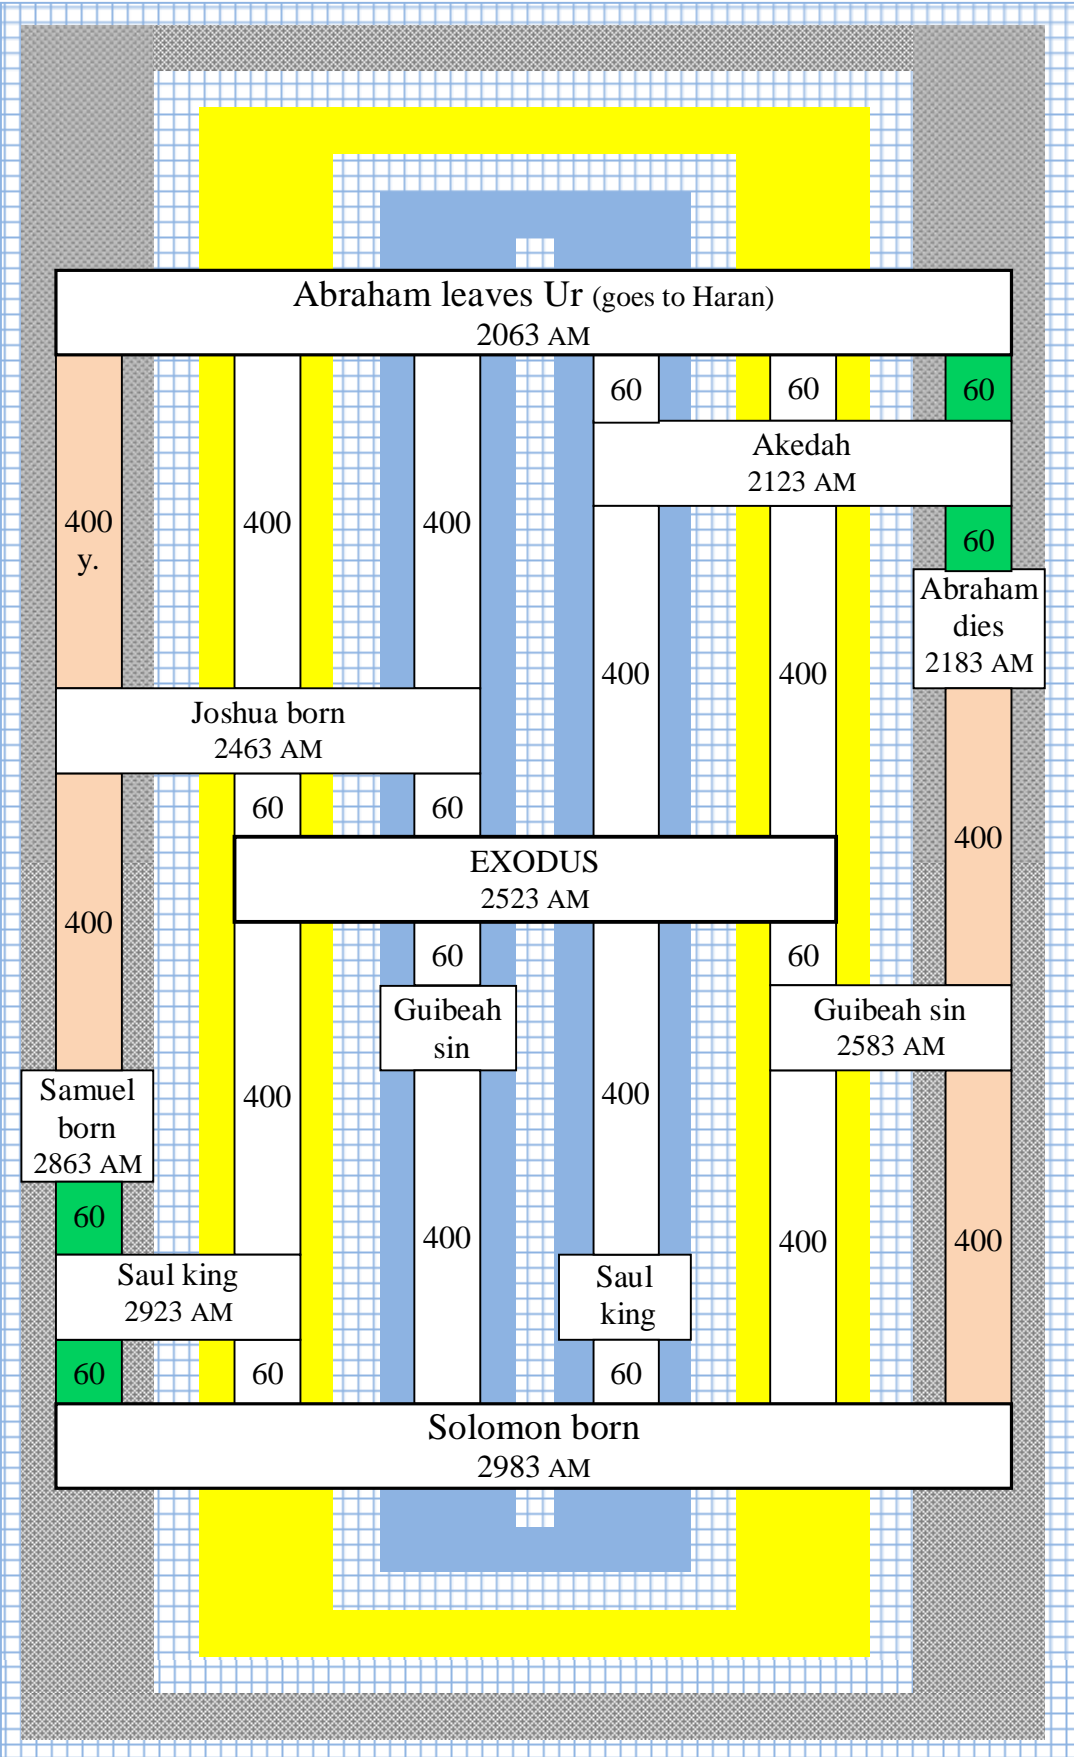 Abraham leaves Ur (goes to Haran)
2063 AM
60
60
60
Akedah
2123 AM
400
y.
400
400
60
Abraham
dies
2183 AM
400
400
Joshua born
2463 AM
60
60
400
EXODUS
2523 AM
400
60
60
Guibeah
sin
Guibeah sin
2583 AM
Samuel
born
2863 AM
400
400
60
400
400
400
Saul king
2923 AM
Saul
king
60
60
60
Solomon born
2983 AM